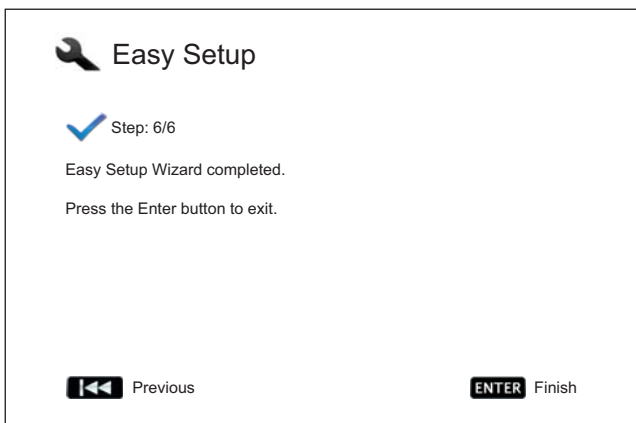 Easy Setup
Step: 6/6
Easy Setup Wizard completed.
Press the Enter button to exit.
Previous
ENTER Finish